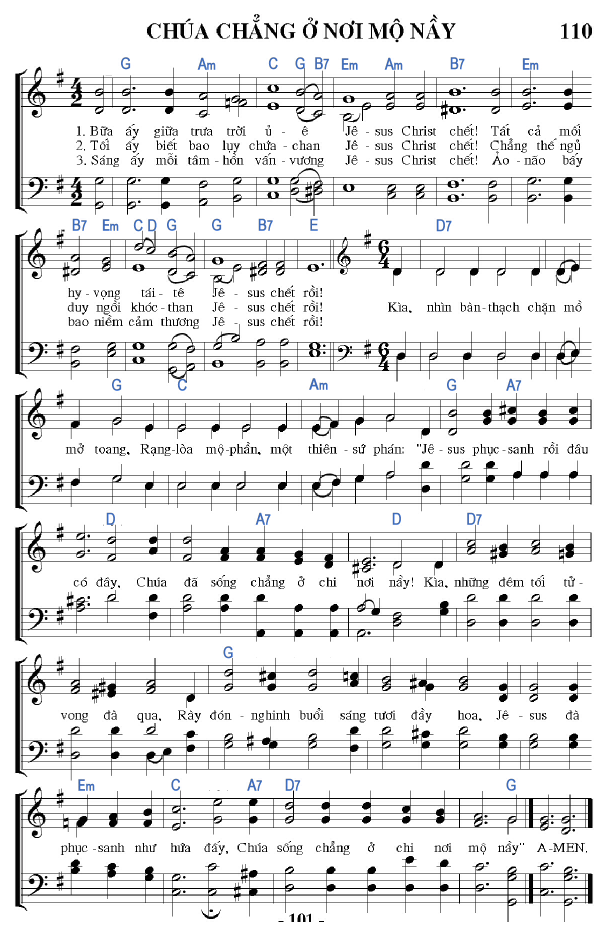 CHÚA CHẲNG Ở NƠI MỘ NẦY 110
G Am C G B7 Em Am B7 Em
1. Bữa ấy giữa trưa trời ủ - ê Jê - sus Christ chết! Tất cả mối
2. Tối ấy biết bao lụy chứa - chan Jê - sus Christ chết! Chẳng thế ngủ
3. Sáng ấy mỗi tâm - hồn vấn - vương Jê - sus Christ chết! Ảo - não bấy
B7 Em C D G G B7 E D7
hy - vọng tái - tê Jê - sus chết rồi!
duy ngồi khóc - than Jê - sus chết rồi! Kìa, nhìn bàn - thạch chặn mồ
bao niềm cảm thương Jê - sus chết rồi!
G C Am G A7
mở toang, Rạng - lòa mộ - phần, một thiên - sứ phán: "Jê - sus phục - sanh rồi đâu
D A7 D D7
có đây, Chúa đã sống chẳng ở chi nơi nầy! Kìa, những đêm tối tử -
G
vong đã qua, Rày đón - nghinh buổi sáng tươi đầy hoa, Jê - sus đã
Em C A7 D7 G
phục - sanh như hứa đấy, Chúa sống chẳng ở chi nơi mộ nầy" A - MEN.
- 101 -